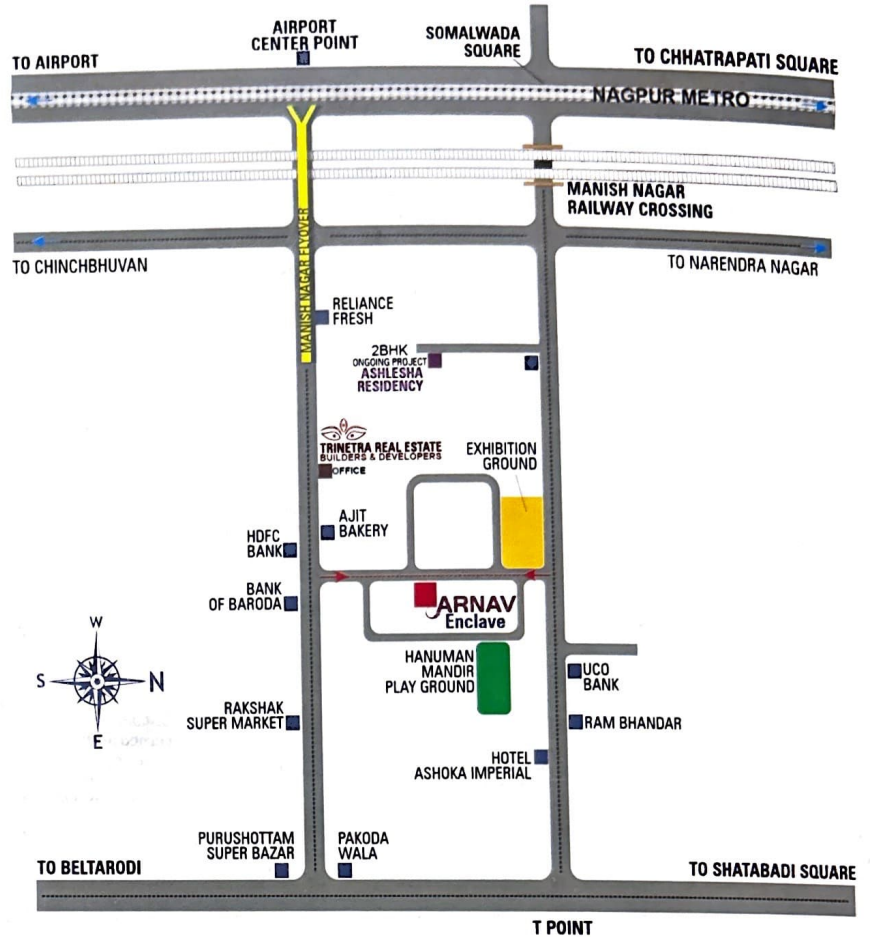 AIRPORT
CENTER POINT
SOMALWADA
SQUARE
TO AIRPORT
TO CHHATRAPATI SQUARE
NAGPUR METRO
MANISH NAGAR
RAILWAY CROSSING
TO CHINCHBHUVAN
TO NARENDRA NAGAR
MANISH NAGAR FLYOVER
RELIANCE
FRESH
2BHK
ONGOING PROJECT
ASHLESHA
RESIDENCY
TRINETRA REAL ESTATE
BUILDERS & DEVELOPERS
OFFICE
EXHIBITION
GROUND
AJIT
BAKERY
HDFC
BANK
BANK
OF BARODA
ARNAV
Enclave
W
S
N
E
HANUMAN
MANDIR
PLAY GROUND
UCO
BANK
RAKSHAK
SUPER MARKET
RAM BHANDAR
HOTEL
ASHOKA IMPERIAL
PURUSHOTTAM
SUPER BAZAR
PAKODA
WALA
TO BELTARODI
TO SHATABADI SQUARE
T POINT